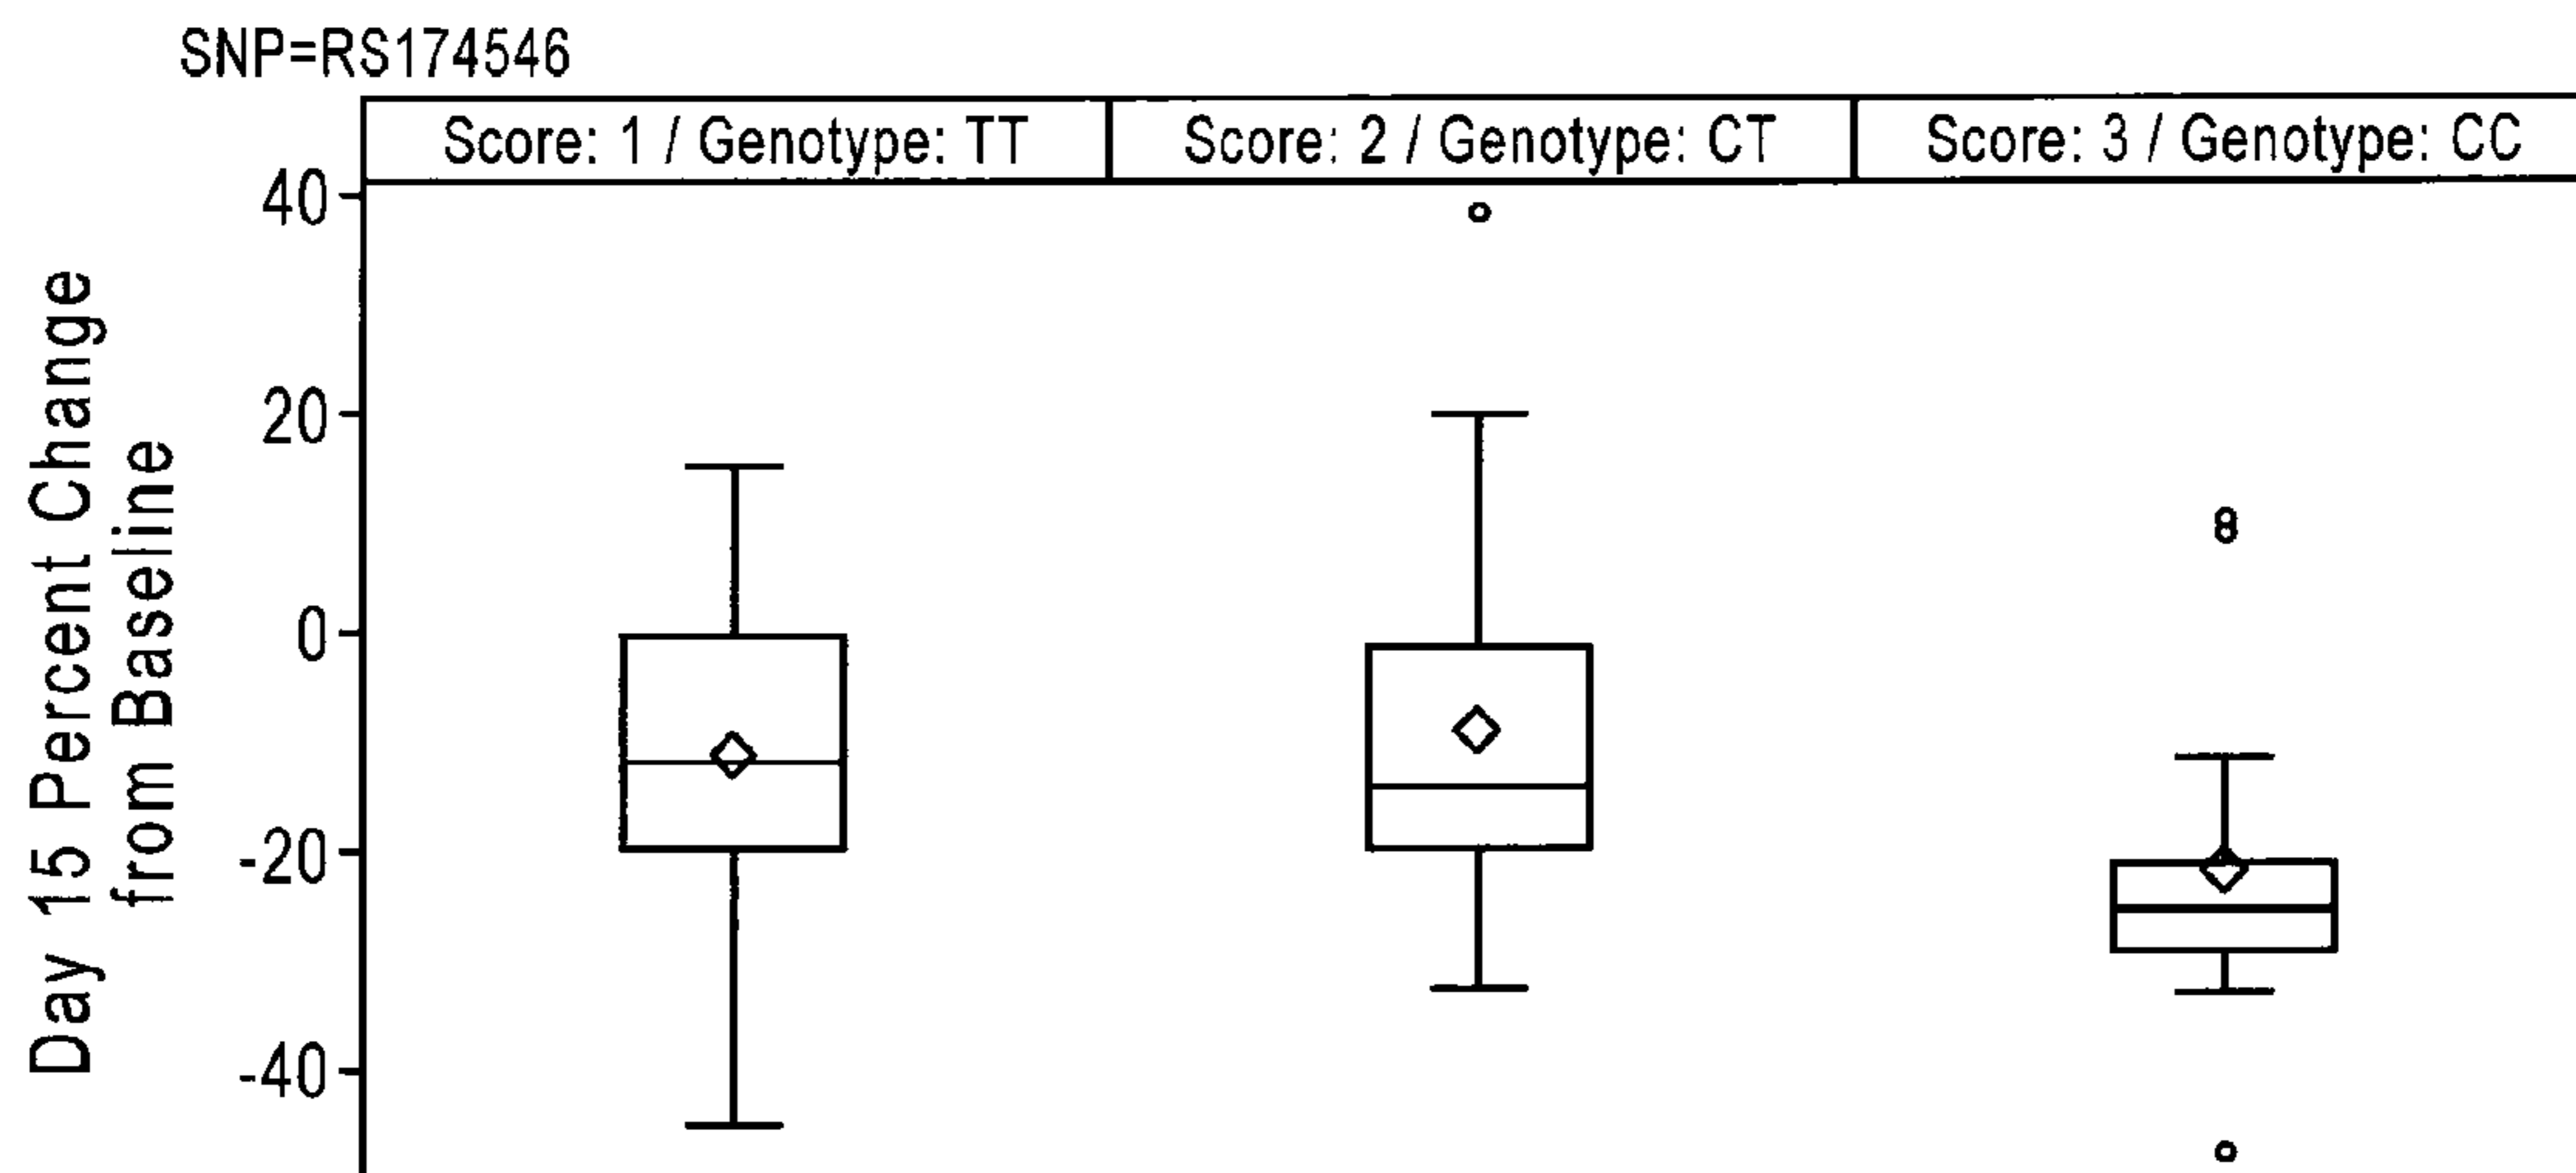 SNP=RS174546
Score: 1 / Genotype: TT
Score: 2 / Genotype: CT
Score: 3 / Genotype: CC
40
20
0
-20
-40
Day 15 Percent Change
from Baseline